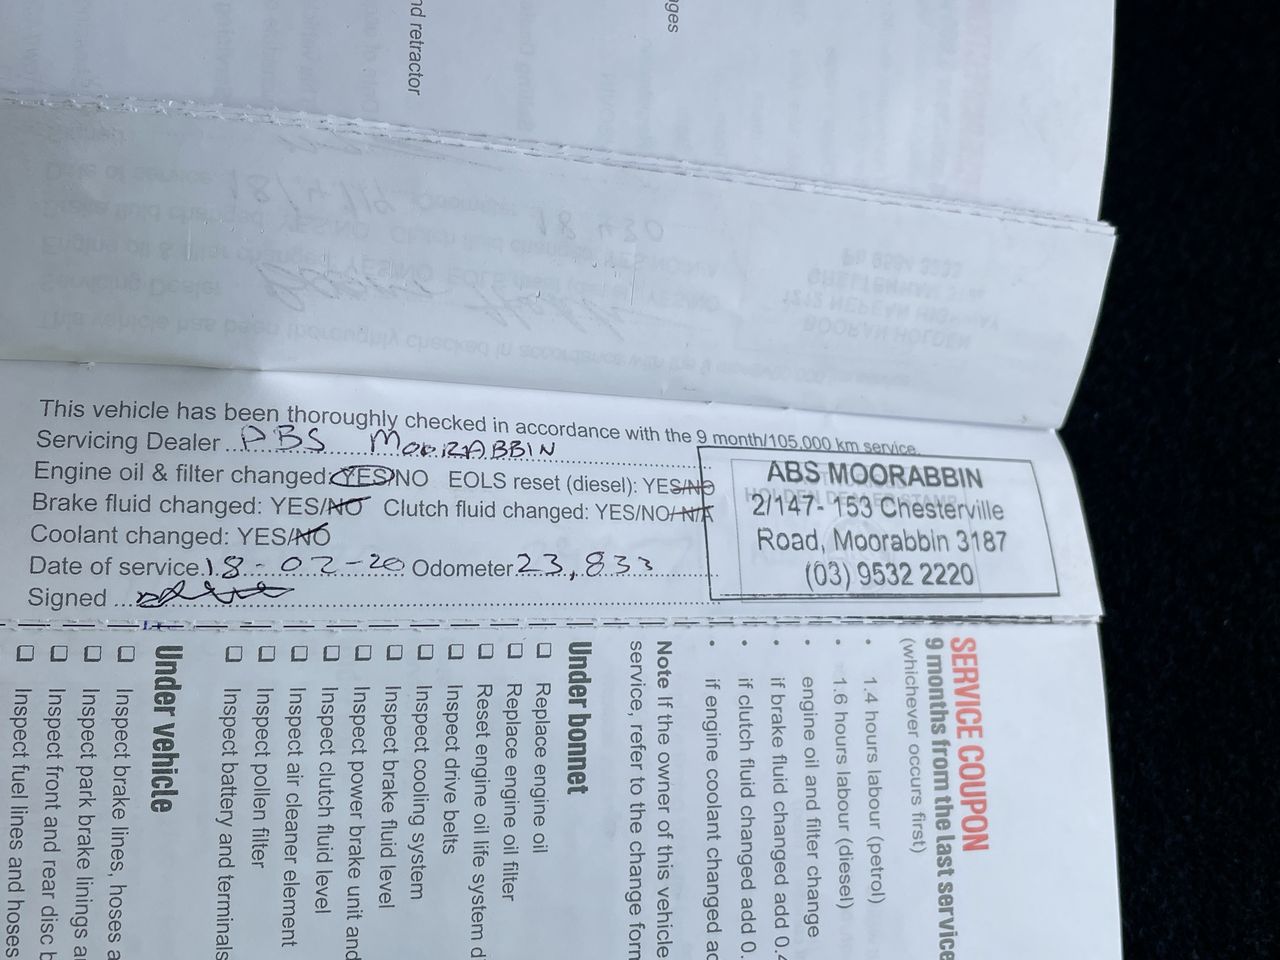 nd retractor
ges
This vehicle has been thoroughly checked in accordance with the 9 month/105,000 km service.
Servicing Dealer ABS MOORABBIN
Engine oil & filter changed: YES/NO EOLS reset (diesel): YES/NO
Brake fluid changed: YES/NO Clutch fluid changed: YES/NO/N/A
Coolant changed: YES/NO
Date of service 18-02-20 Odometer 23,833
Signed
ABS MOORABBIN
2/147-153 Chesterville
Road, Moorabbin 3187
(03) 9532 2220
SERVICE COUPON
9 months from the last service
(whichever occurs first)
• 1.4 hours labour (petrol)
• 1.6 hours labour (diesel)
• engine oil and filter change
• if brake fluid changed add 0.4
• if clutch fluid changed add 0.
• if engine coolant changed ad
Note If the owner of this vehicle
service, refer to the change form
Under bonnet
❑ Replace engine oil
❑ Replace engine oil filter
❑ Reset engine oil life system d
❑ Inspect drive belts
❑ Inspect cooling system
❑ Inspect brake fluid level
❑ Inspect power brake unit and
❑ Inspect clutch fluid level
❑ Inspect air cleaner element
❑ Inspect pollen filter
❑ Inspect battery and terminals
Under vehicle
❑ Inspect brake lines, hoses a
❑ Inspect park brake linings a
❑ Inspect front and rear disc b
❑ Inspect fuel lines and hoses